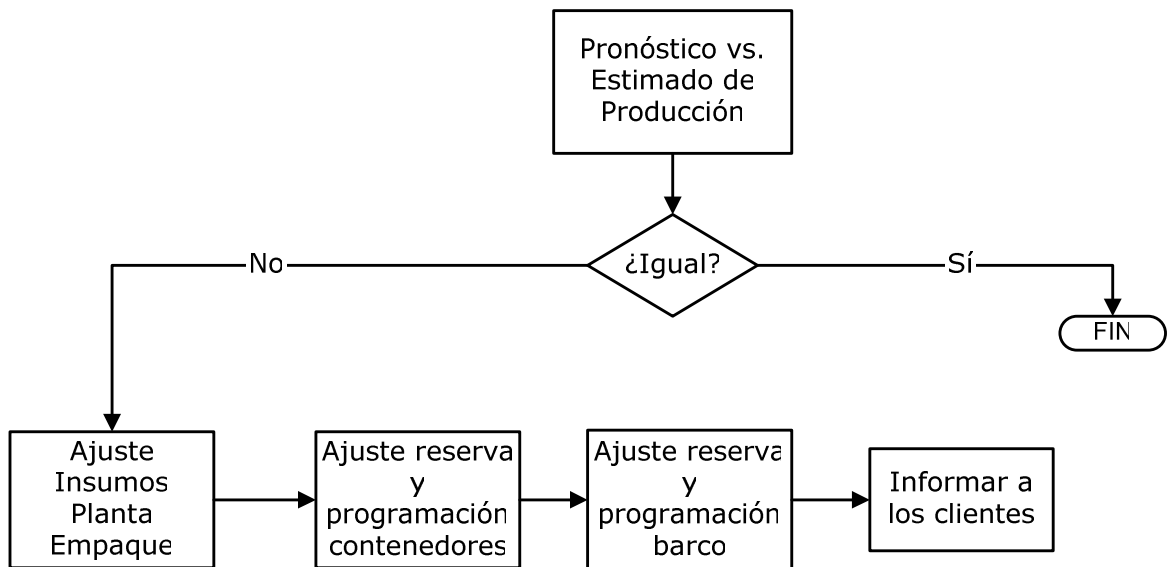 Pronóstico vs.
Estimado de
Producción
¿Igual?
No
Sí
FIN
Ajuste
Insumos
Planta
Empaque
Ajuste reserva
y
programación
contenedores
Ajuste reserva
y
programación
barco
Informar a
los clientes